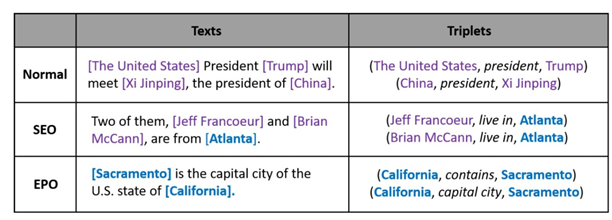 Texts Triplets
Normal
[The United States] President [Trump] will
meet [Xi Jinping], the president of [China].
(The United States, president, Trump)
(China, president, Xi Jinping)
SEO
Two of them, [Jeff Francoeur] and [Brian
McCann], are from [Atlanta].
(Jeff Francoeur, live in, Atlanta)
(Brian McCann, live in, Atlanta)
EPO
[Sacramento] is the capital city of the
U.S. state of [California].
(California, contains, Sacramento)
(California, capital city, Sacramento)